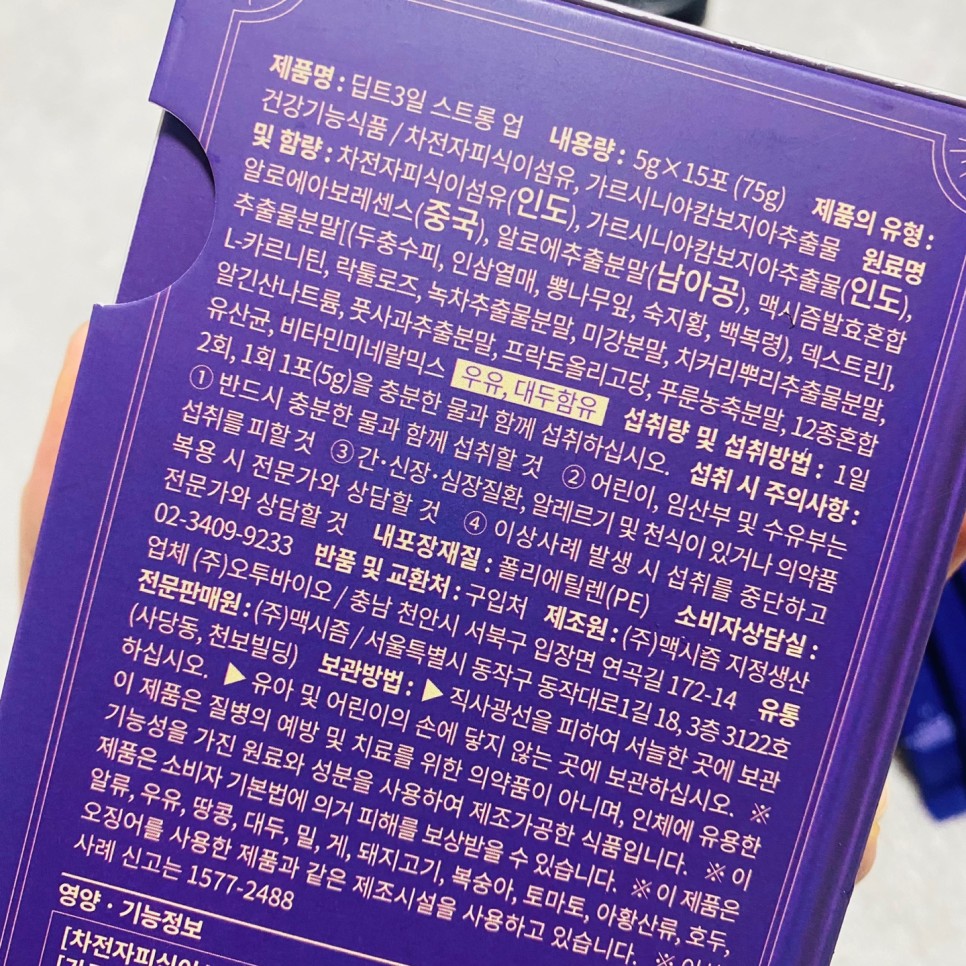 제품명 : 딥트3일 스트롱 업 내용량 : 5g×15포 (75g) 제품의 유형 :
건강기능식품 / 차전자피식이섬유, 가르시니아캄보지아추출물 원료명
및 함량 : 차전자피식이섬유(인도), 가르시니아캄보지아추출물(인도),
알로에아보레센스(중국), 알로에추출분말(남아공), 맥시즘발효혼합
추출물분말[(두충수피, 인삼열매, 뽕나무잎, 숙지황, 백복령), 덱스트린],
L-카르니틴, 락툴로즈, 녹차추출물분말, 미강분말, 치커리뿌리추출물분말,
알긴산나트륨, 풋사과추출분말, 프락토올리고당, 푸룬농축분말, 12종혼합
유산균, 비타민미네랄믹스 우유, 대두함유 섭취량 및 섭취방법 : 1일
2회, 1회 1포(5g)을 충분한 물과 함께 섭취하십시오. 섭취 시 주의사항 :
① 반드시 충분한 물과 함께 섭취할 것 ② 어린이, 임산부 및 수유부는
섭취를 피할 것 ③ 간·신장·심장질환, 알레르기 및 천식이 있거나 의약품
복용 시 전문가와 상담할 것 ④ 이상사례 발생 시 섭취를 중단하고
전문가와 상담할 것 내포장재질 : 폴리에틸렌(PE) 소비자상담실 :
02-3409-9233 반품 및 교환처 : 구입처 제조원 : (주)맥시즘 지정생산
업체 (주)오투바이오 / 충남 천안시 서북구 입장면 연곡길 172-14 유통
전문판매원 : (주)맥시즘 / 서울특별시 동작구 동작대로1길 18, 3층 3122호
(사당동, 천보빌딩) 보관방법 : ▶ 직사광선을 피하여 서늘한 곳에 보관
하십시오. ▶ 유아 및 어린이의 손에 닿지 않는 곳에 보관하십시오. ※
이 제품은 질병의 예방 및 치료를 위한 의약품이 아니며, 인체에 유용한
기능성을 가진 원료와 성분을 사용하여 제조가공한 식품입니다. ※ 이
제품은 소비자 기본법에 의거 피해를 보상받을 수 있습니다. ※ 이 제품은
알류, 우유, 땅콩, 대두, 밀, 게, 돼지고기, 복숭아, 토마토, 아황산류, 호두,
오징어를 사용한 제품과 같은 제조시설을 사용하고 있습니다. ※
사례 신고는 1577-2488
영양 · 기능정보